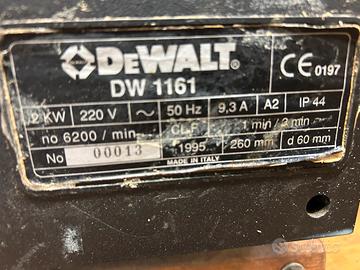 DEWALT®
DW 1161
CE 0197
2 KW 220 V ~ 50 Hz 9,3 A A2 IP 44
no 6200 / min 1 min / 3 min
No 00013 1995 260 mm d 60 mm
MADE IN ITALY